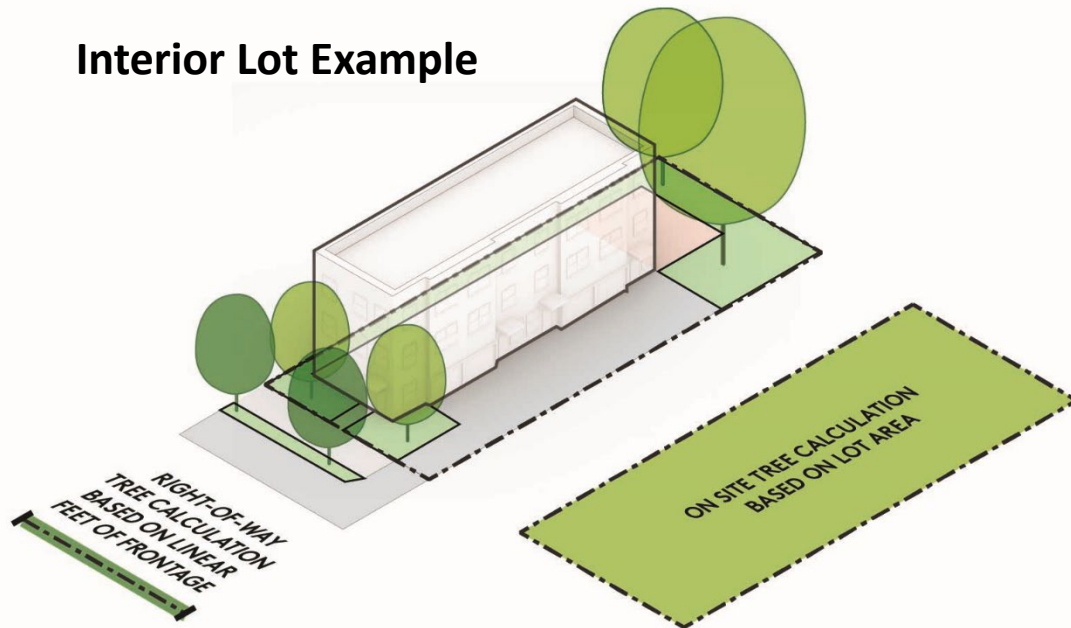 Interior Lot Example
RIGHT-OF-WAY
TREE CALCULATION
BASED ON LINEAR
FEET OF FRONTAGE
ON SITE TREE CALCULATION
BASED ON LOT AREA